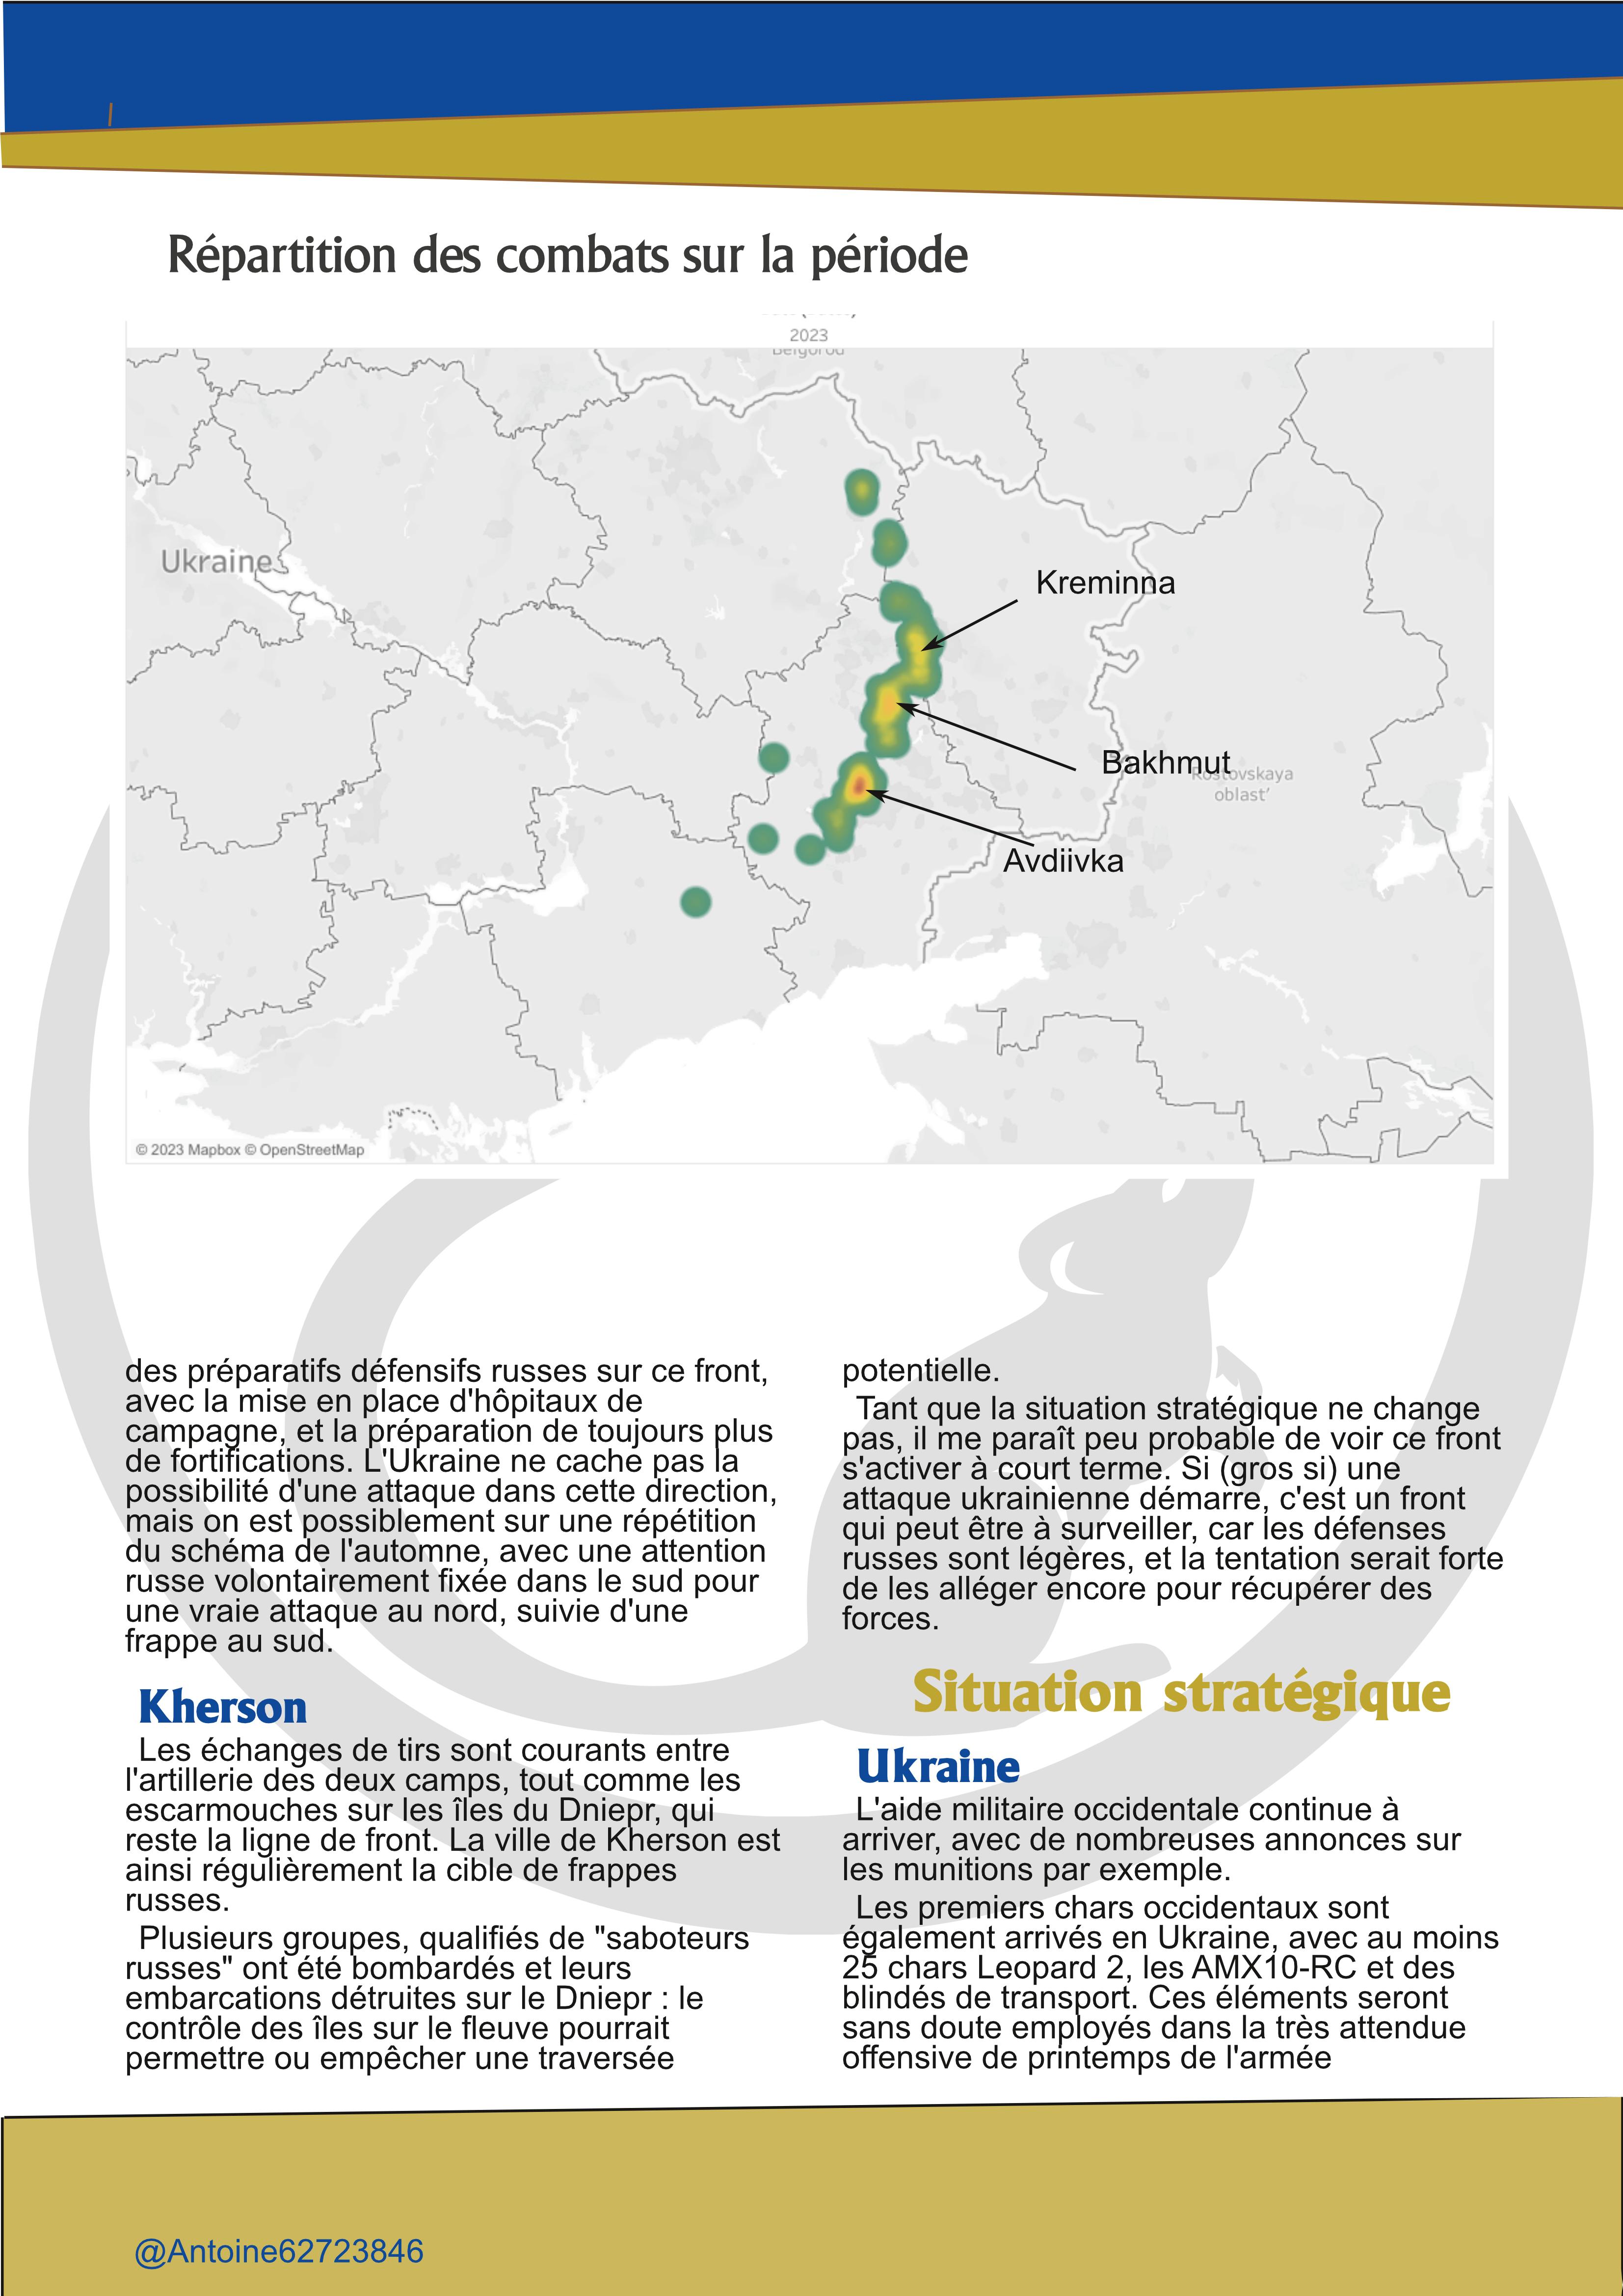 Répartition des combats sur la période
2023
Belgorod
Ukraine
Kreminna
Bakhmut
Rostovskaya
oblast'
Avdiivka
© 2023 Mapbox © OpenStreetMap
des préparatifs défensifs russes sur ce front,
avec la mise en place d'hôpitaux de
campagne, et la préparation de toujours plus
de fortifications. L'Ukraine ne cache pas la
possibilité d'une attaque dans cette direction,
mais on est possiblement sur une répétition
du schéma de l'automne, avec une attention
russe volontairement fixée dans le sud pour
une vraie attaque au nord, suivie d'une
frappe au sud.
Kherson
Les échanges de tirs sont courants entre
l'artillerie des deux camps, tout comme les
escarmouches sur les îles du Dniepr, qui
reste la ligne de front. La ville de Kherson est
ainsi régulièrement la cible de frappes
russes.
Plusieurs groupes, qualifiés de "saboteurs
russes" ont été bombardés et leurs
embarcations détruites sur le Dniepr : le
contrôle des îles sur le fleuve pourrait
permettre ou empêcher une traversée
potentielle.
Tant que la situation stratégique ne change
pas, il me paraît peu probable de voir ce front
s'activer à court terme. Si (gros si) une
attaque ukrainienne démarre, c'est un front
qui peut être à surveiller, car les défenses
russes sont légères, et la tentation serait forte
de les alléger encore pour récupérer des
forces.
Situation stratégique
Ukraine
L'aide militaire occidentale continue à
arriver, avec de nombreuses annonces sur
les munitions par exemple.
Les premiers chars occidentaux sont
également arrivés en Ukraine, avec au moins
25 chars Leopard 2, les AMX10-RC et des
blindés de transport. Ces éléments seront
sans doute employés dans la très attendue
offensive de printemps de l'armée
@Antoine62723846